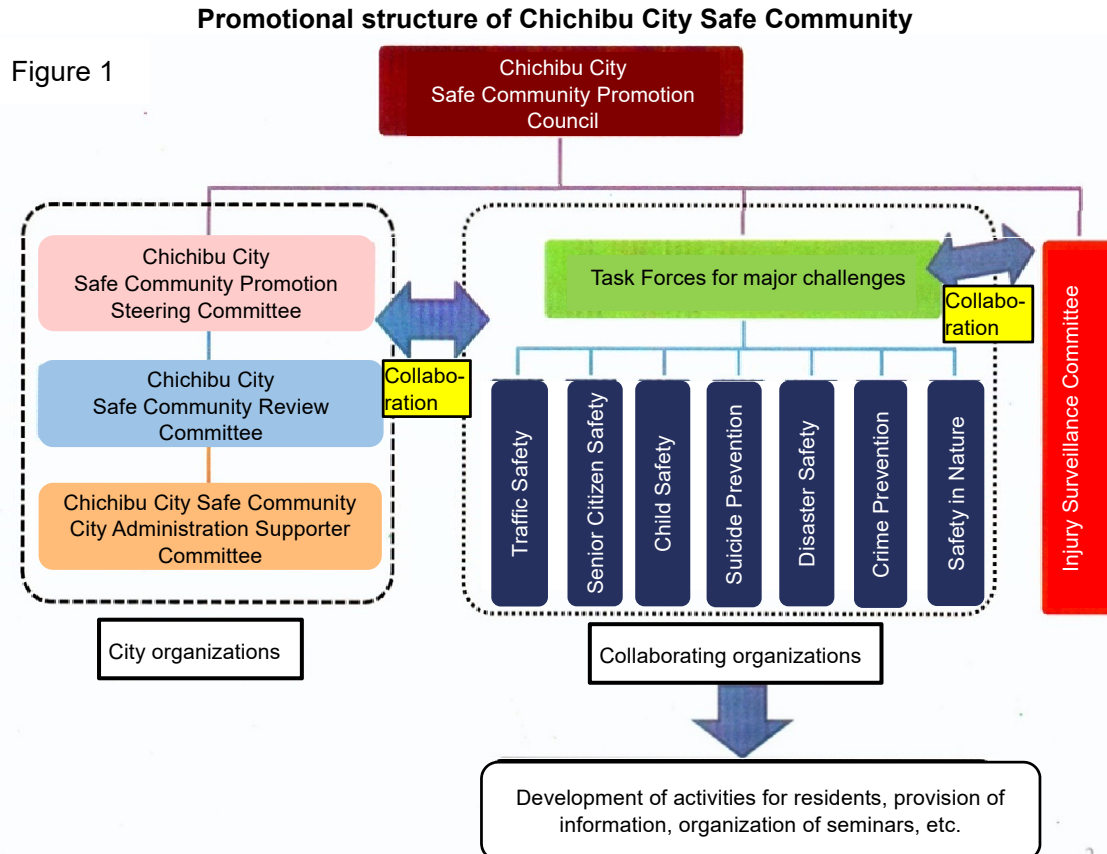 Promotional structure of Chichibu City Safe Community
Figure 1
Chichibu City
Safe Community Promotion
Council
Chichibu City
Safe Community Promotion
Steering Committee
Chichibu City
Safe Community Review
Committee
Chichibu City Safe Community
City Administration Supporter
Committee
City organizations
Collabo-
ration
Task Forces for major challenges
Traffic Safety
Senior Citizen Safety
Child Safety
Suicide Prevention
Disaster Safety
Crime Prevention
Safety in Nature
Collaborating organizations
Collabo-
ration
Injury Surveillance Committee
Development of activities for residents, provision of
information, organization of seminars, etc.